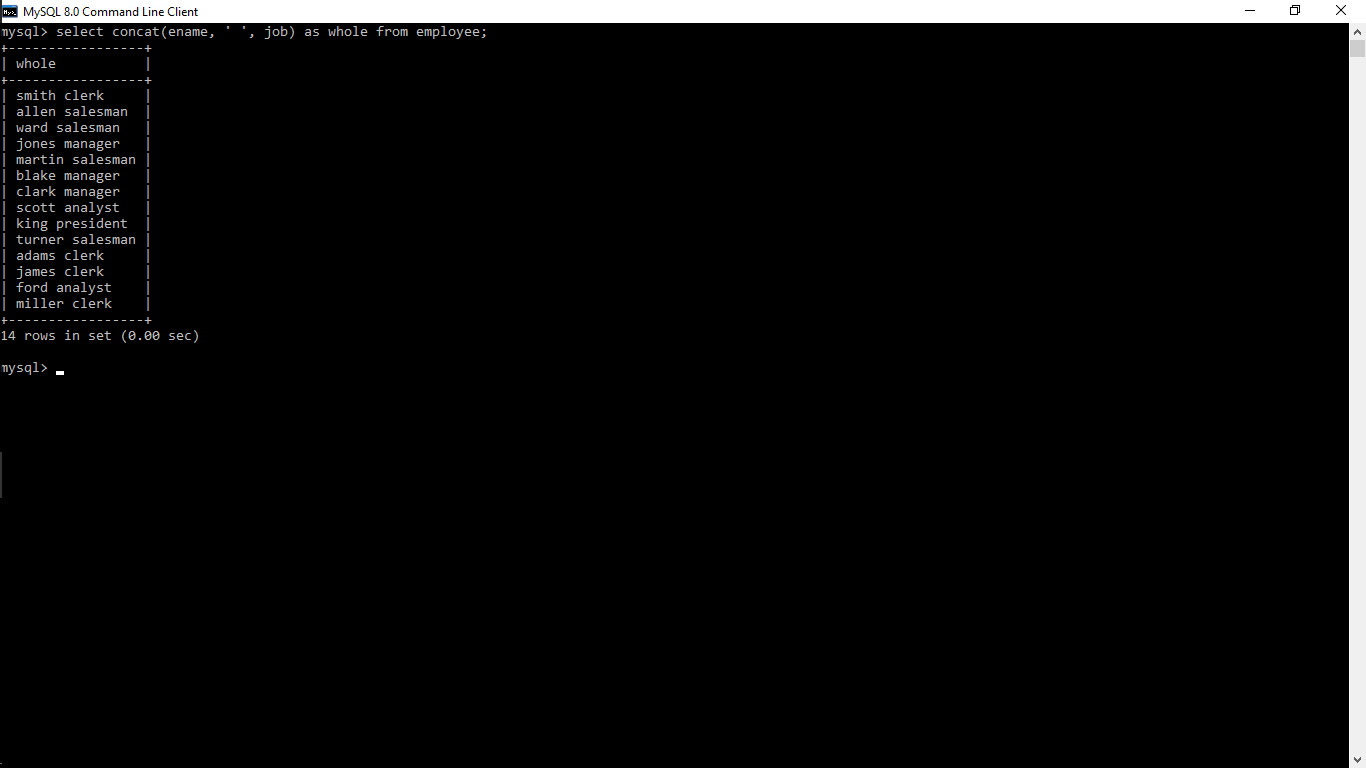 MySQL 8.0 Command Line Client
mysql> select concat(ename, ' ', job) as whole from employee;
+-----------------+
| whole           |
+-----------------+
| smith clerk     |
| allen salesman  |
| ward salesman   |
| jones manager   |
| martin salesman |
| blake manager   |
| clark manager   |
| scott analyst   |
| king president  |
| turner salesman |
| adams clerk     |
| james clerk     |
| ford analyst    |
| miller clerk    |
+-----------------+
14 rows in set (0.00 sec)
mysql>